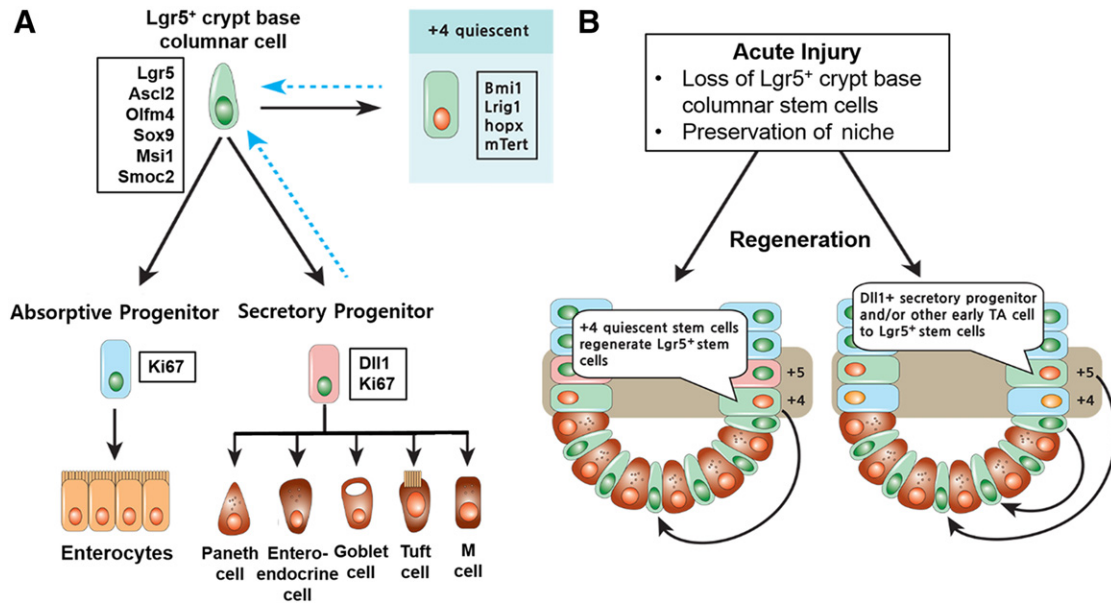 A
Lgr5⁺ crypt base
columnar cell
Lgr5
Ascl2
Olfm4
Sox9
Msi1
Smoc2
+4 quiescent
Bmi1
Lrig1
hopx
mTert
Absorptive Progenitor
Ki67
Secretory Progenitor
Dll1
Ki67
Enterocytes
Paneth
cell
Entero-
endocrine
cell
Goblet
cell
Tuft
cell
M
cell
B
Acute Injury
• Loss of Lgr5⁺ crypt base
columnar stem cells
• Preservation of niche
Regeneration
+4 quiescent stem cells
regenerate Lgr5⁺ stem
cells
+5
+4
Dll1+ secretory progenitor
and/or other early TA cell
to Lgr5⁺ stem cells
+5
+4